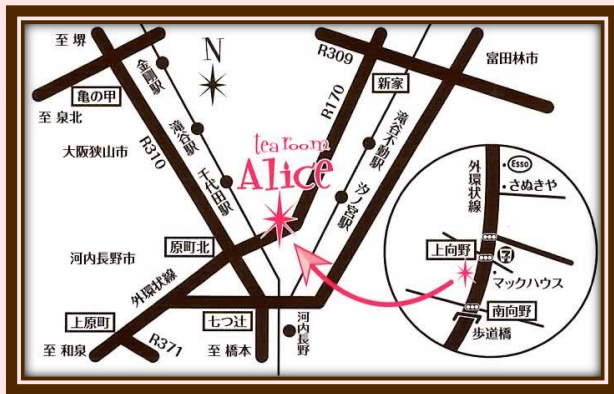 至 堺
金剛駅
N
R309
富田林市
亀の甲
新家
至 泉北
R170
滝谷駅
滝谷不動駅
大阪狭山市
R310
tea room
Alice
千代田駅
汐ノ宮駅
外環状線
Esso
さぬきや
原町北
上向野
河内長野市
マックハウス
外環状線
南向野
上原町
七つ辻
河内長野
歩道橋
至 和泉
R371
至 橋本